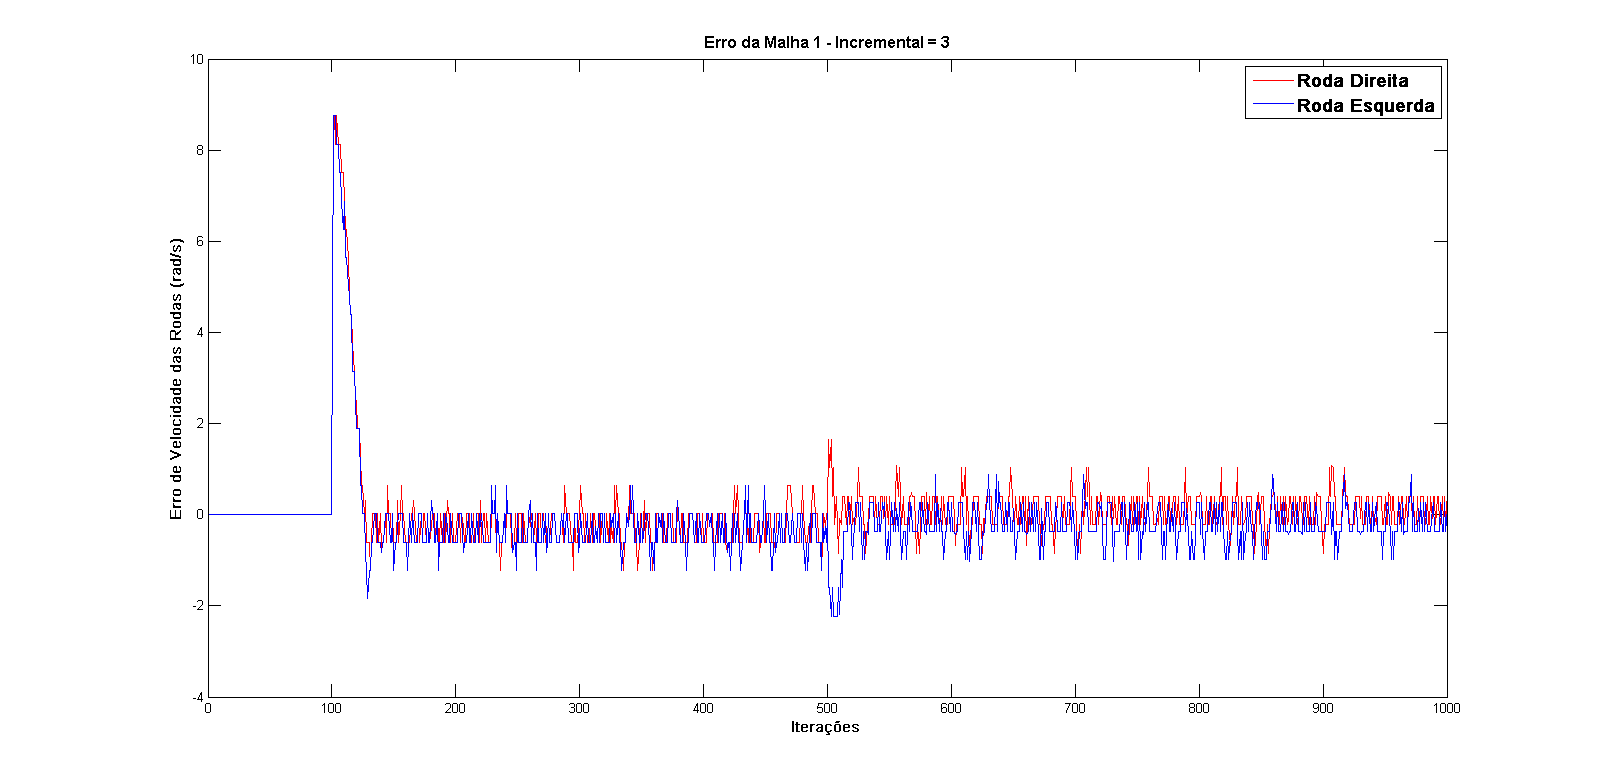 Erro da Malha 1 - Incremental = 3
Roda Direita
Roda Esquerda
Erro de Velocidade das Rodas (rad/s)
10
8
6
4
2
0
-2
-4
0 100 200 300 400 500 600 700 800 900 1000
Iterações